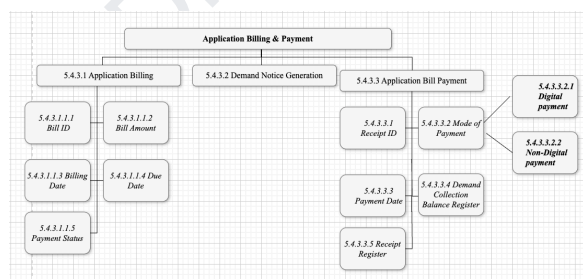 Application Billing & Payment
5.4.3.1 Application Billing
5.4.3.2 Demand Notice Generation
5.4.3.3 Application Bill Payment
5.4.3.1.1.1
Bill ID
5.4.3.1.1.2
Bill Amount
5.4.3.1.1.3 Billing
Date
5.4.3.1.1.4 Due
Date
5.4.3.1.1.5
Payment Status
5.4.3.3.1
Receipt ID
5.4.3.3.2 Mode of
Payment
5.4.3.3.3
Payment Date
5.4.3.3.4 Demand
Collection
Balance Register
5.4.3.3.5 Receipt
Register
5.4.3.3.2.1
Digital
payment
5.4.3.3.2.2
Non-Digital
payment